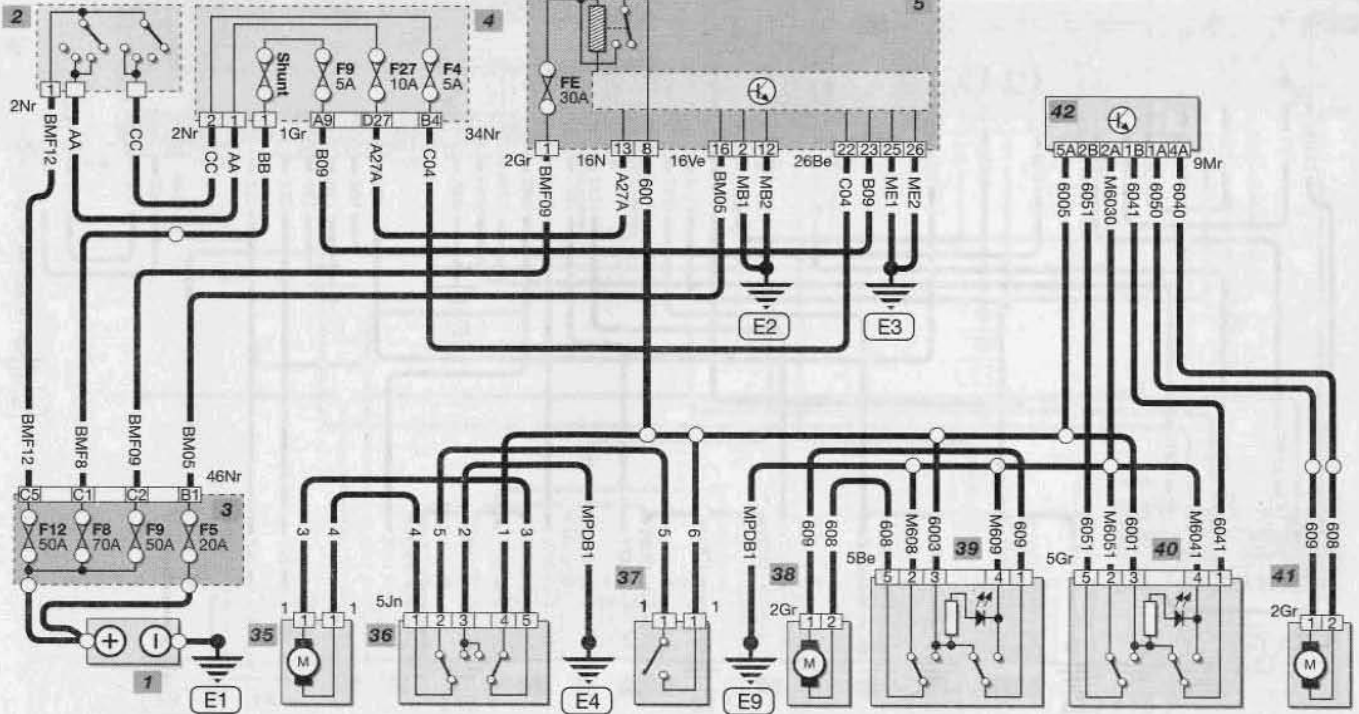 2
4
5
Shunt
F9
5A
F27
10A
F4
5A
FE
30A
42
1
2Nr
2 1 1
2Nr
1Gr
A9
D27
B4
34Nr
1
2Gr
16N
13 8
16Ve
16 2 12
26Be
22 23 25 26
5A 2B 2A 1B 1A 4A
9Mr
BMF12
AA
CC
CC
AA
BB
B09
A27A
C04
BMF09
A27A
600
BM05
MB1
MB2
C04
B09
ME1
ME2
6005
6051
M6030
6041
6050
6040
E2
E3
BMF12
BMF8
BMF09
BM05
46Nr
C5
C1
C2
B1
3
F12
50A
F8
70A
F9
50A
F5
20A
+
1
E1
3
4
4
5
2
1
3
MPDB1
5
6
MPDB1
609
608
608
M608
6003
M609
609
6051
M6051
6001
M6041
6041
609
608
35
1
1 1
M
36
5Jn
1 2 3 4 5
E4
37
1
1 1
1
E9
38
2Gr
1 2
M
39
5Be
5 2 3 4 1
40
5Gr
5 2 3 4 1
41
2Gr
1 2
M